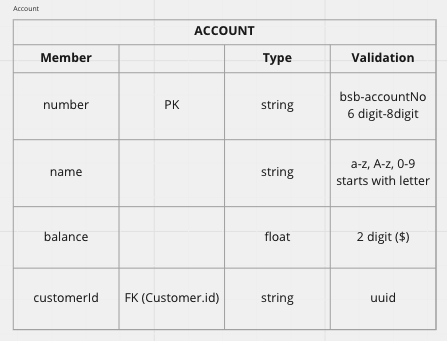 Account
ACCOUNT
Member Type Validation
number PK string bsb-accountNo
6 digit-8digit
name string a-z, A-z, 0-9
starts with letter
balance float 2 digit ($)
customerId FK (Customer.id) string uuid